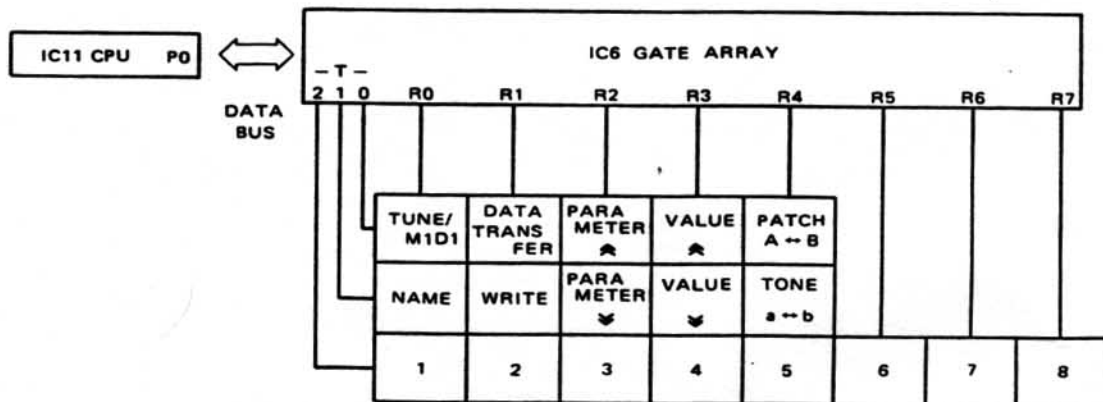 IC11 CPU P0
IC6 GATE ARRAY
– T –
2 1 0 R0 R1 R2 R3 R4 R5 R6 R7
DATA
BUS
TUNE/
M1D1
DATA
TRANS
FER
PARA
METER
︽
VALUE
︽
PATCH
A ↔ B
NAME
WRITE
PARA
METER
︾
VALUE
︾
TONE
a ↔ b
1 2 3 4 5 6 7 8